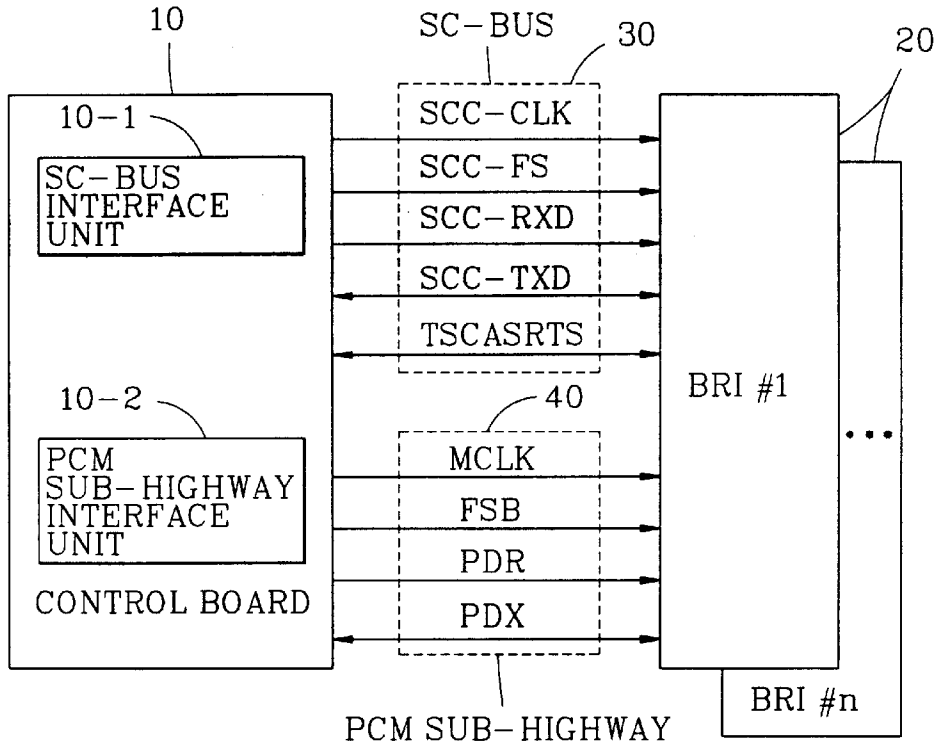 10
SC-BUS
30
20
10-1
SC-BUS
INTERFACE
UNIT
SCC-CLK
SCC-FS
SCC-RXD
SCC-TXD
TSCASRTS
10-2
PCM
SUB-HIGHWAY
INTERFACE
UNIT
CONTROL BOARD
40
MCLK
FSB
PDR
PDX
PCM SUB-HIGHWAY
BRI #1
•••
BRI #n